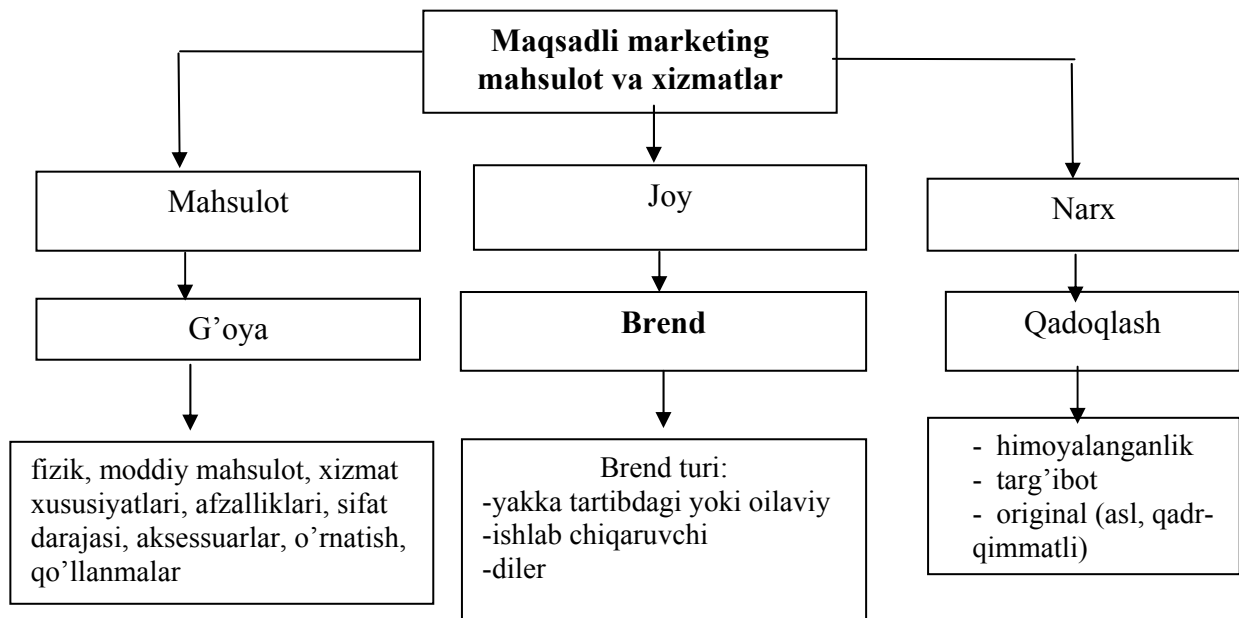 Maqsadli marketing
mahsulot va xizmatlar
Mahsulot
Joy
Narx
G’oya
Brend
Qadoqlash
fizik, moddiy mahsulot, xizmat
xususiyatlari, afzalliklari, sifat
darajasi, aksessuarlar, o’rnatish,
qo’llanmalar
Brend turi:
-yakka tartibdagi yoki oilaviy
-ishlab chiqaruvchi
-diler
- himoyalanganlik
- targ’ibot
- original (asl, qadr-
qimmatli)